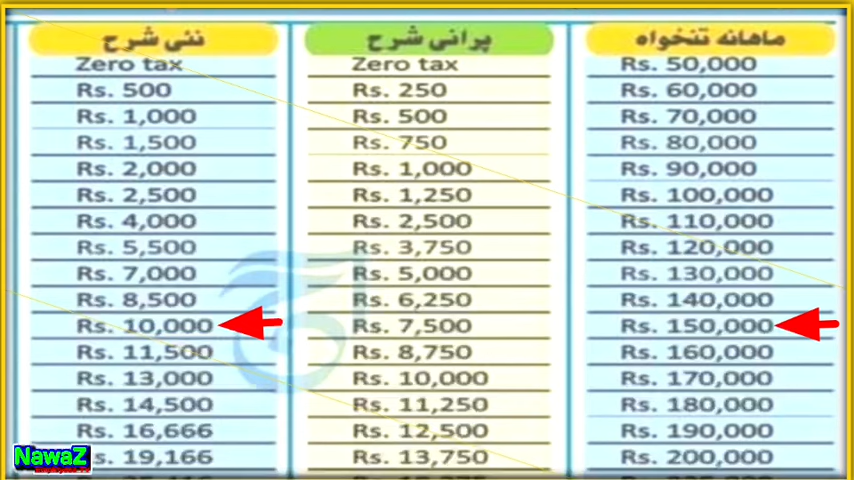 ماہانہ تنخواہ پرانی شرح نئی شرح
Rs. 50,000 Zero tax Zero tax
Rs. 60,000 Rs. 250 Rs. 500
Rs. 70,000 Rs. 500 Rs. 1,000
Rs. 80,000 Rs. 750 Rs. 1,500
Rs. 90,000 Rs. 1,000 Rs. 2,000
Rs. 100,000 Rs. 1,250 Rs. 2,500
Rs. 110,000 Rs. 2,500 Rs. 4,000
Rs. 120,000 Rs. 3,750 Rs. 5,500
Rs. 130,000 Rs. 5,000 Rs. 7,000
Rs. 140,000 Rs. 6,250 Rs. 8,500
Rs. 150,000 Rs. 7,500 Rs. 10,000
Rs. 160,000 Rs. 8,750 Rs. 11,500
Rs. 170,000 Rs. 10,000 Rs. 13,000
Rs. 180,000 Rs. 11,250 Rs. 14,500
Rs. 190,000 Rs. 12,500 Rs. 16,666
Rs. 200,000 Rs. 13,750 Rs. 19,166
NawaZ